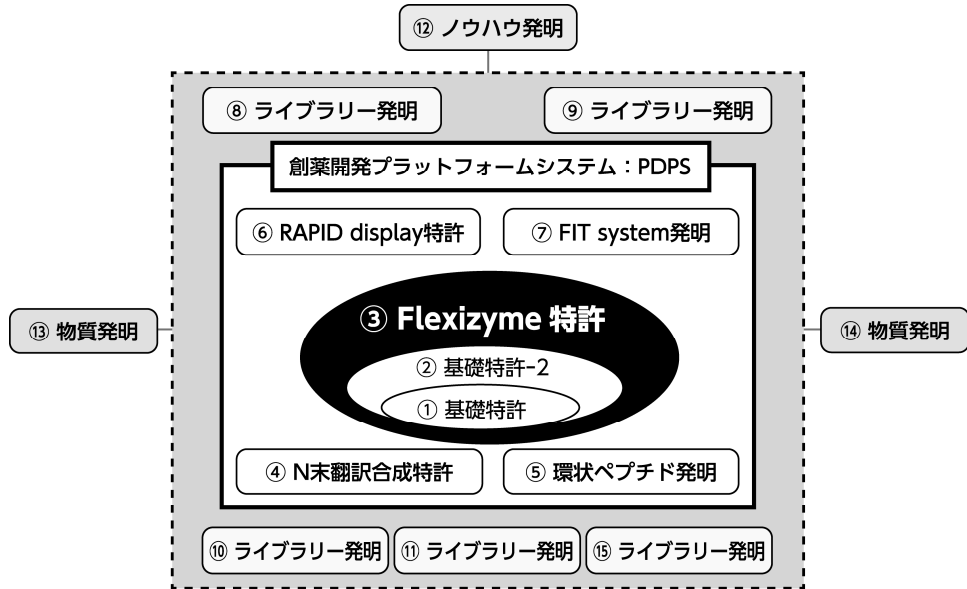 ⑫ ノウハウ発明
⑧ ライブラリー発明
⑨ ライブラリー発明
創薬開発プラットフォームシステム：PDPS
⑥ RAPID display特許
⑦ FIT system発明
③ Flexizyme 特許
⑬ 物質発明
⑭ 物質発明
② 基礎特許-2
① 基礎特許
④ N末翻訳合成特許
⑤ 環状ペプチド発明
⑩ ライブラリー発明
⑪ ライブラリー発明
⑮ ライブラリー発明